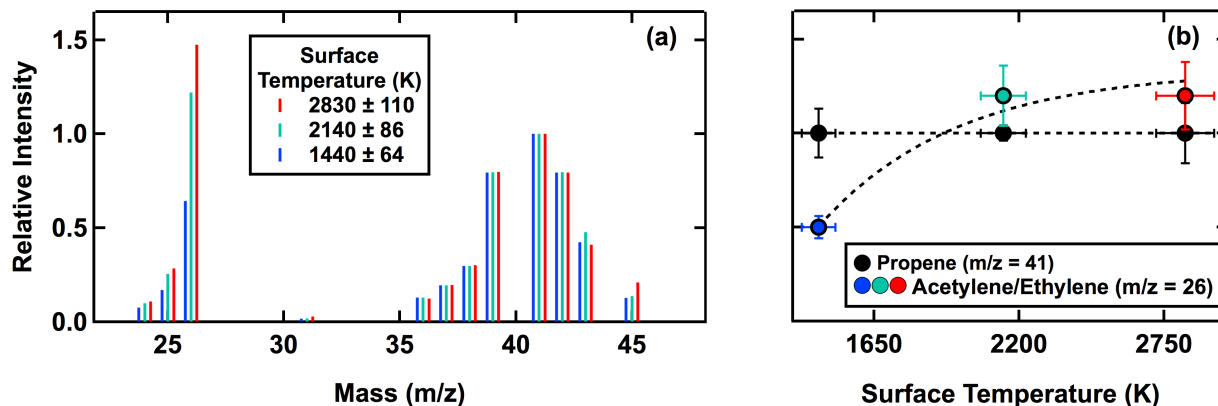 (a)
(b)
1.5
1.0
0.5
0.0
Relative Intensity
Surface
Temperature (K)
2830 ± 110
2140 ± 86
1440 ± 64
25
30
35
40
45
Mass (m/z)
Propene (m/z = 41)
Acetylene/Ethylene (m/z = 26)
1650
2200
2750
Surface Temperature (K)